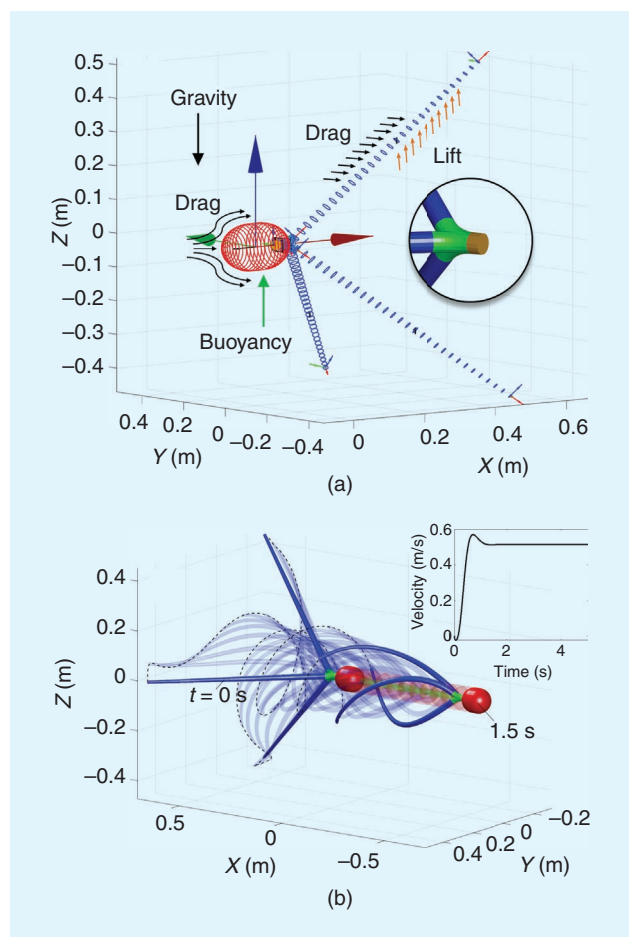 0.5
0.4
0.3
0.2
0.1
0
−0.1
−0.2
−0.3
−0.4
Z (m)
Gravity
Drag
Drag
Lift
Buoyancy
0.4 0.2 0 −0.2 −0.4
Y (m)
0 0.2 0.4 0.6
X (m)
(a)
0.4
0.2
0
−0.2
−0.4
Z (m)
t = 0 s
1.5 s
0.6
0.4
0.2
0
Velocity (m/s)
0 2 4
Time (s)
0.5 0 −0.5
X (m)
0.4 0.2 0 −0.2
Y (m)
(b)